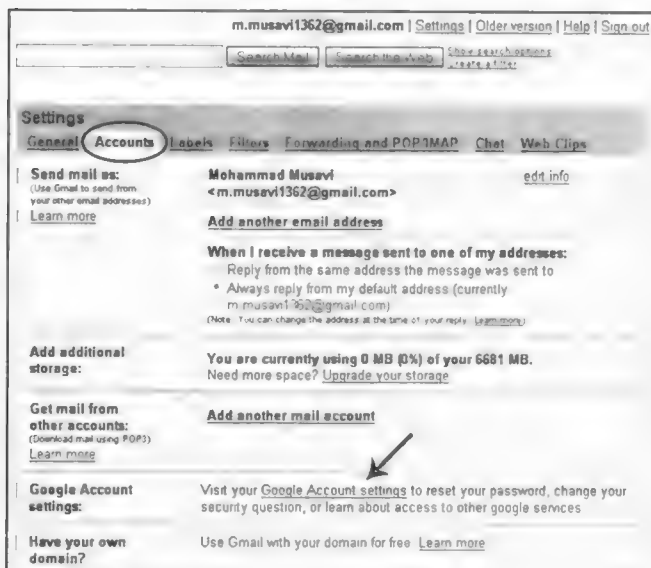 m.musavi1362@gmail.com | Settings | Older version | Help | Sign out
Search Mail Search the Web Show search options
Create a filter
Settings
General Accounts Labels Filters Forwarding and POP3MAP Chat Web Clips
Send mail as:
(Use Gmail to send from
your other email addresses)
Learn more
Mohammad Musavi
<m.musavi1362@gmail.com>
edit info
Add another email address
When I receive a message sent to one of my addresses:
Reply from the same address the message was sent to
• Always reply from my default address (currently
m.musavi1362@gmail.com)
(Note: You can change the address at the time of your reply. Learn more)
Add additional
storage:
You are currently using 0 MB (0%) of your 6681 MB.
Need more space? Upgrade your storage
Get mail from
other accounts:
(Download mail using POP3)
Learn more
Add another mail account
Google Account
settings:
Visit your Google Account settings to reset your password, change your
security question, or learn about access to other google services
Have your own
domain?
Use Gmail with your domain for free Learn more